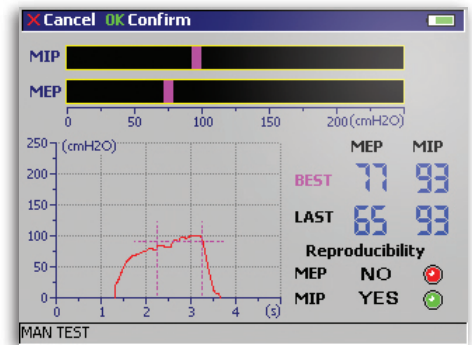 X Cancel OK Confirm
MIP
MEP
0 50 100 150 200 (cmH2O)
250 (cmH2O)
200
150
100
50
0
0 1 2 3 4 (s)
MEP MIP
BEST 77 93
LAST 65 93
Reproducibility
MEP NO
MIP YES
MAN TEST